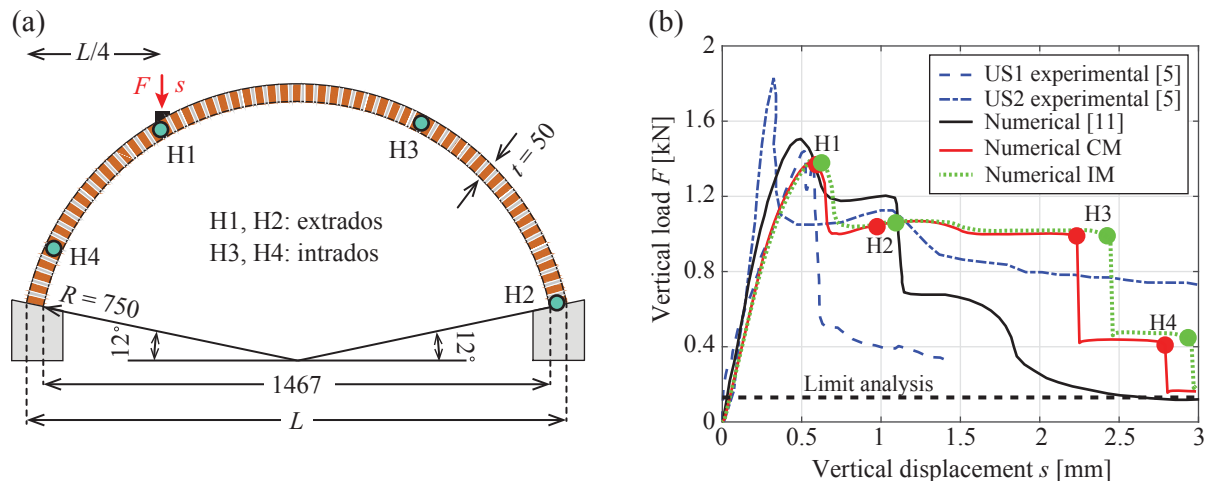 (a)
L/4
F s
H1
H3
t = 50
H1, H2: extrados
H3, H4: intrados
H4
H2
R = 750
12°
12°
1467
L
(b)
2
1.6
1.2
0.8
0.4
0
Vertical load F [kN]
US1 experimental [5]
US2 experimental [5]
Numerical [11]
Numerical CM
Numerical IM
H1
H2
H3
H4
Limit analysis
0 0.5 1 1.5 2 2.5 3
Vertical displacement s [mm]